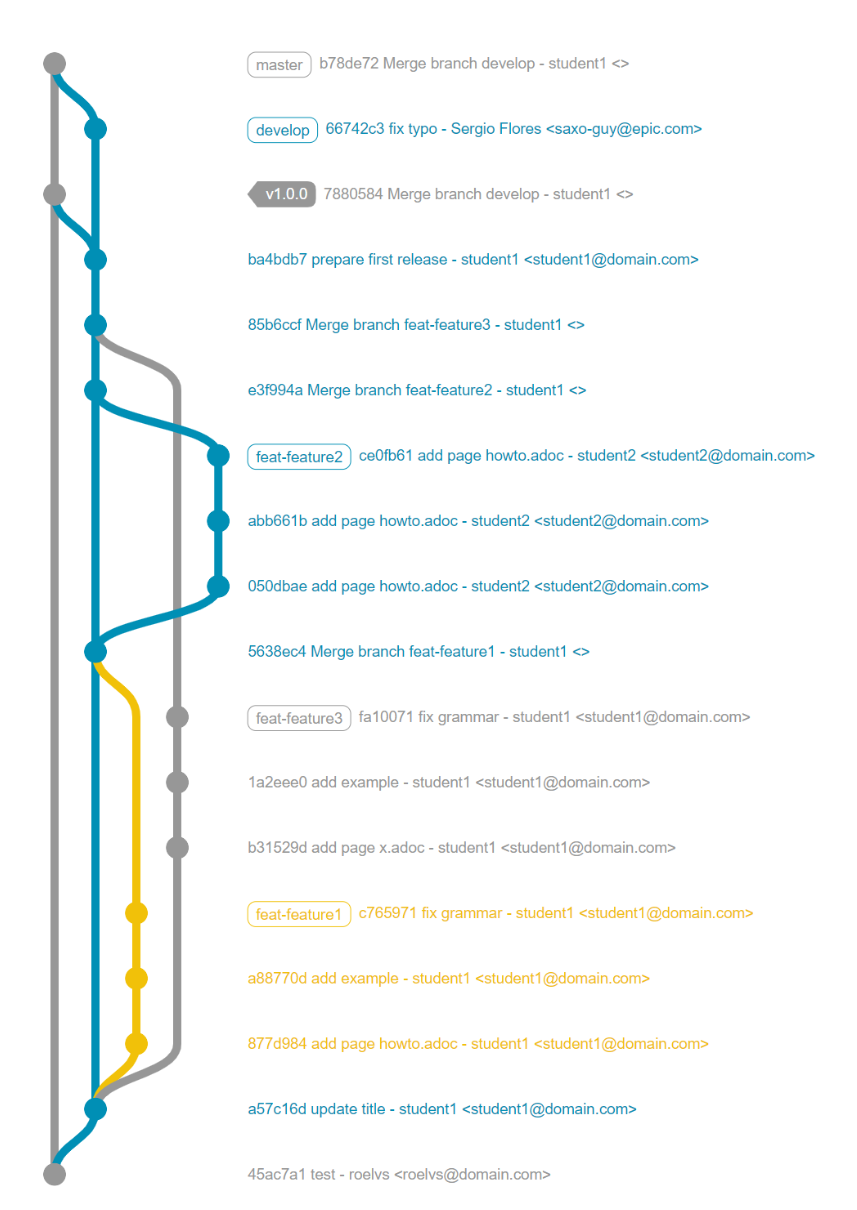 master b78de72 Merge branch develop - student1 <>
develop 66742c3 fix typo - Sergio Flores <saxo-guy@epic.com>
v1.0.0 7880584 Merge branch develop - student1 <>
ba4bdb7 prepare first release - student1 <student1@domain.com>
85b6ccf Merge branch feat-feature3 - student1 <>
e3f994a Merge branch feat-feature2 - student1 <>
feat-feature2 ce0fb61 add page howto.adoc - student2 <student2@domain.com>
abb661b add page howto.adoc - student2 <student2@domain.com>
050dbae add page howto.adoc - student2 <student2@domain.com>
5638ec4 Merge branch feat-feature1 - student1 <>
feat-feature3 fa10071 fix grammar - student1 <student1@domain.com>
1a2eee0 add example - student1 <student1@domain.com>
b31529d add page x.adoc - student1 <student1@domain.com>
feat-feature1 c765971 fix grammar - student1 <student1@domain.com>
a88770d add example - student1 <student1@domain.com>
877d984 add page howto.adoc - student1 <student1@domain.com>
a57c16d update title - student1 <student1@domain.com>
45ac7a1 test - roelvs <roelvs@domain.com>